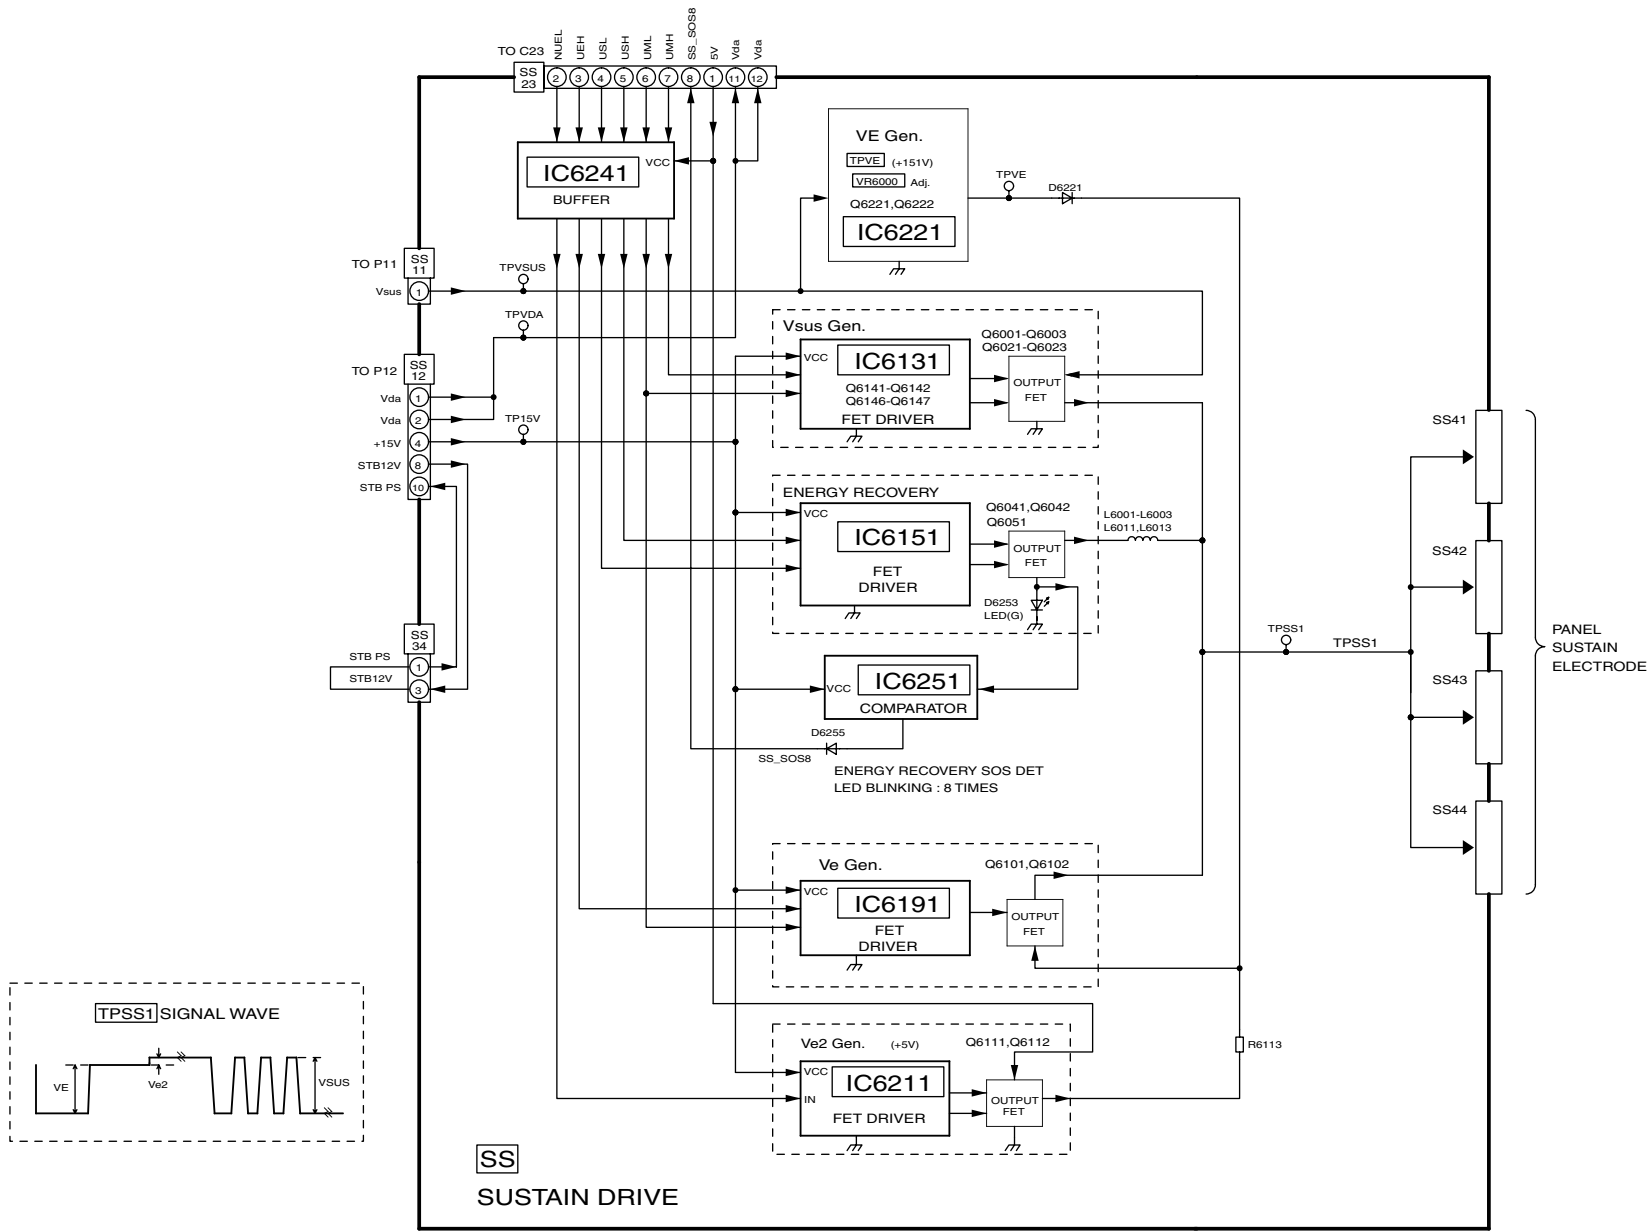 TO C23
SS
23
NUEL
UEH
USL
USH
UML
UMH
SS_SOS8
5V
Vda
Vda
2
3
4
5
6
7
8
1
11
12
IC6241
VCC
BUFFER
VE Gen.
TPVE (+151V)
VR6000 Adj.
Q6221,Q6222
IC6221
TPVE
D6221
TO P11
SS
11
Vsus
1
TPVSUS
TPVDA
TO P12
SS
12
Vda
1
Vda
2
+15V
4
TP15V
STB12V
8
STB PS
10
Vsus Gen.
VCC
IC6131
Q6141-Q6142
Q6146-Q6147
FET DRIVER
Q6001-Q6003
Q6021-Q6023
OUTPUT
FET
ENERGY RECOVERY
VCC
IC6151
FET
DRIVER
Q6041,Q6042
Q6051
OUTPUT
FET
D6253
LED(G)
L6001-L6003
L6011,L6013
SS
34
STB PS
1
STB12V
3
VCC
IC6251
COMPARATOR
D6255
SS_SOS8
ENERGY RECOVERY SOS DET
LED BLINKING : 8 TIMES
TPSS1
TPSS1
SS41
SS42
SS43
SS44
PANEL
SUSTAIN
ELECTRODE
Ve Gen.
VCC
IC6191
FET
DRIVER
Q6101,Q6102
OUTPUT
FET
Ve2 Gen. (+5V)
VCC
IC6211
IN
FET DRIVER
Q6111,Q6112
OUTPUT
FET
R6113
TPSS1 SIGNAL WAVE
VE
Ve2
VSUS
SS
SUSTAIN DRIVE